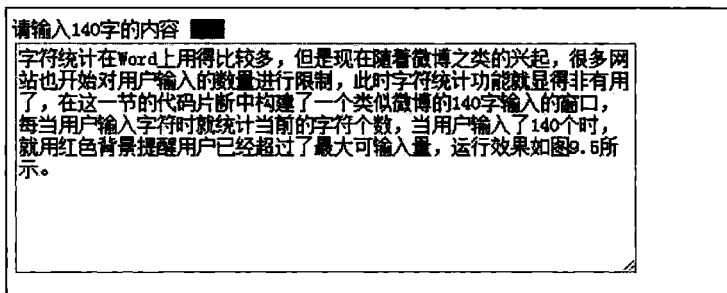 请输入140字的内容
字符统计在Word上用得比较多，但是现在随着微博之类的兴起，很多网
站也开始对用户输入的数量进行限制，此时字符统计功能就显得非有用
了，在这一节的代码片断中构建了一个类似微博的140字输入的窗口，
每当用户输入字符时就统计当前的字符个数，当用户输入了140个时，
就用红色背景提醒用户已经超过了最大可输入量，运行效果如图9.5所
示。